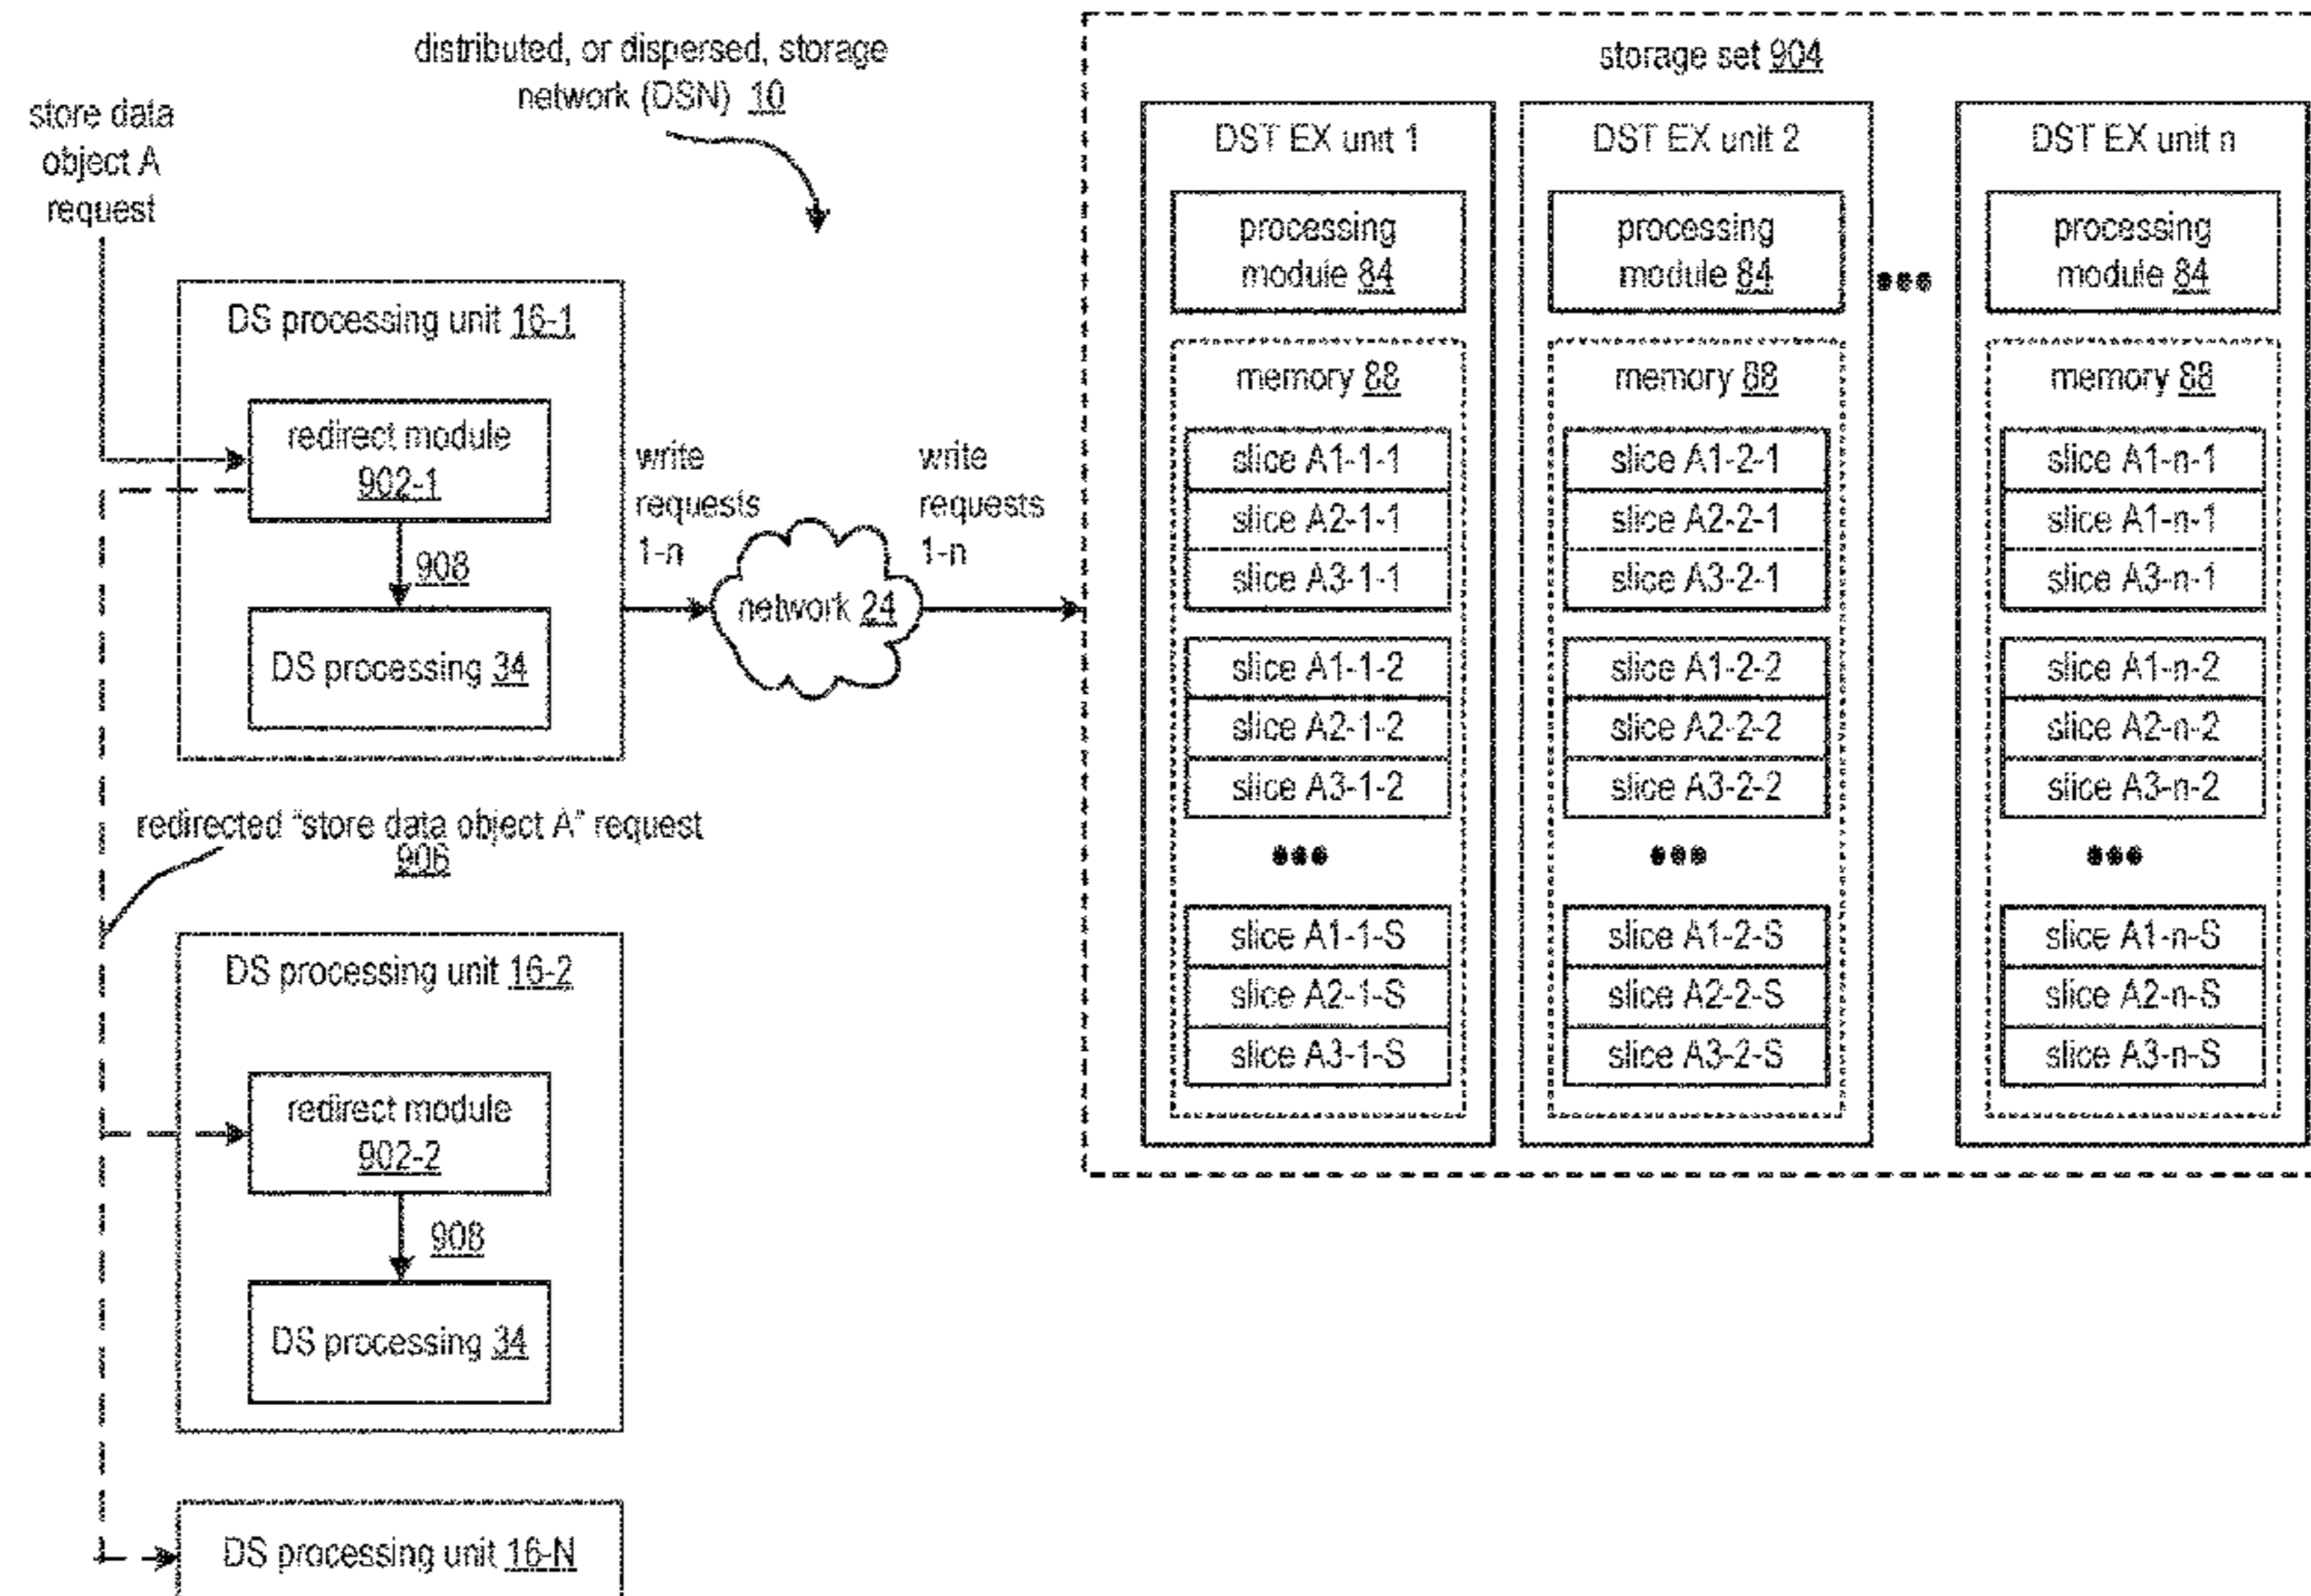 distributed, or dispersed, storage
network (DSN) 10
store data
object A
request
DS processing unit 16-1
redirect module
902-1
908
DS processing 34
write
requests
1-n
network 24
write
requests
1-n
redirected "store data object A" request
906
DS processing unit 16-2
redirect module
902-2
908
DS processing 34
DS processing unit 16-N
storage set 904
DST EX unit 1
processing
module 84
memory 88
slice A1-1-1
slice A2-1-1
slice A3-1-1
slice A1-1-2
slice A2-1-2
slice A3-1-2
•••
slice A1-1-S
slice A2-1-S
slice A3-1-S
DST EX unit 2
processing
module 84
memory 88
slice A1-2-1
slice A2-2-1
slice A3-2-1
slice A1-2-2
slice A2-2-2
slice A3-2-2
•••
slice A1-2-S
slice A2-2-S
slice A3-2-S
•••
DST EX unit n
processing
module 84
memory 88
slice A1-n-1
slice A1-n-1
slice A3-n-1
slice A1-n-2
slice A2-n-2
slice A3-n-2
•••
slice A1-n-S
slice A2-n-S
slice A3-n-S